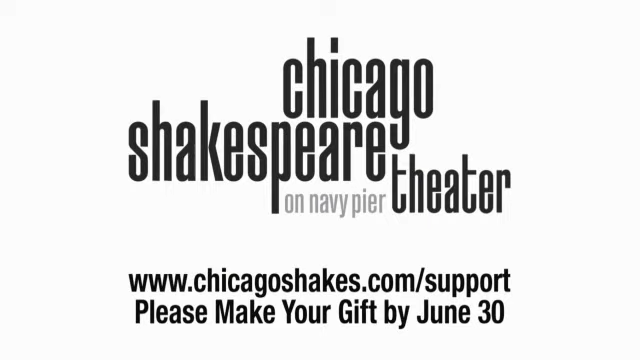 chicago
shakespeare
on navy pier theater
www.chicagoshakes.com/support
Please Make Your Gift by June 30